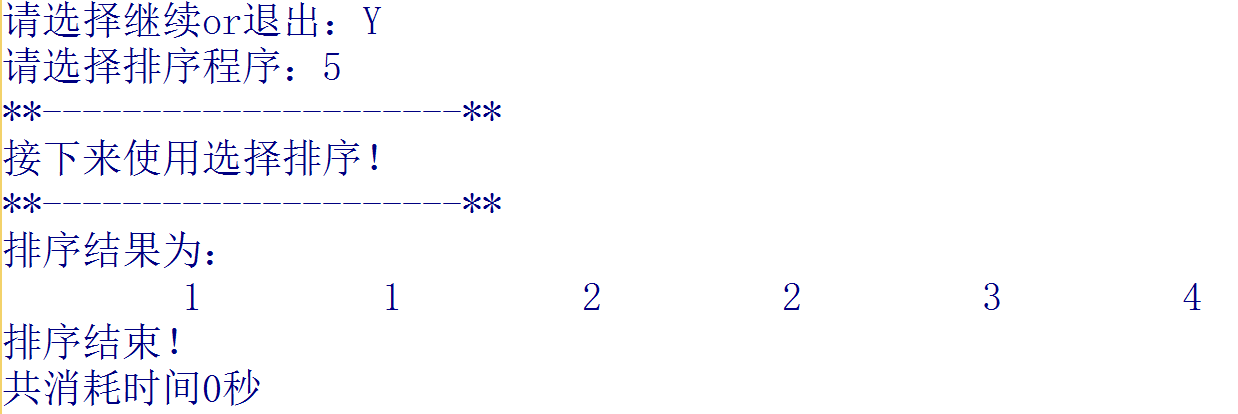 请选择继续or退出：Y
请选择排序程序：5
**---------------------**
接下来使用选择排序！
**---------------------**
排序结果为：
1 1 2 2 3 4
排序结束！
共消耗时间0秒